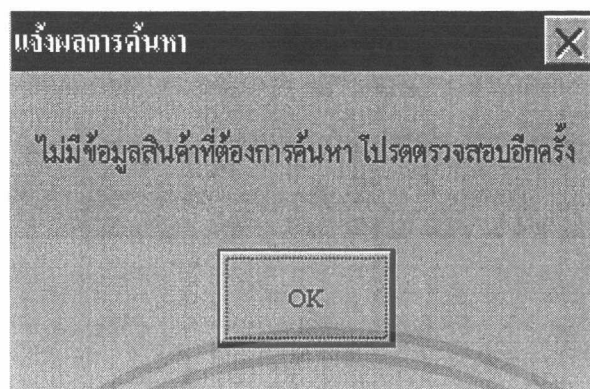 แจ้งผลการค้นหา
ไม่มีข้อมูลสินค้าที่ต้องการค้นหา โปรดตรวจสอบอีกครั้ง
OK